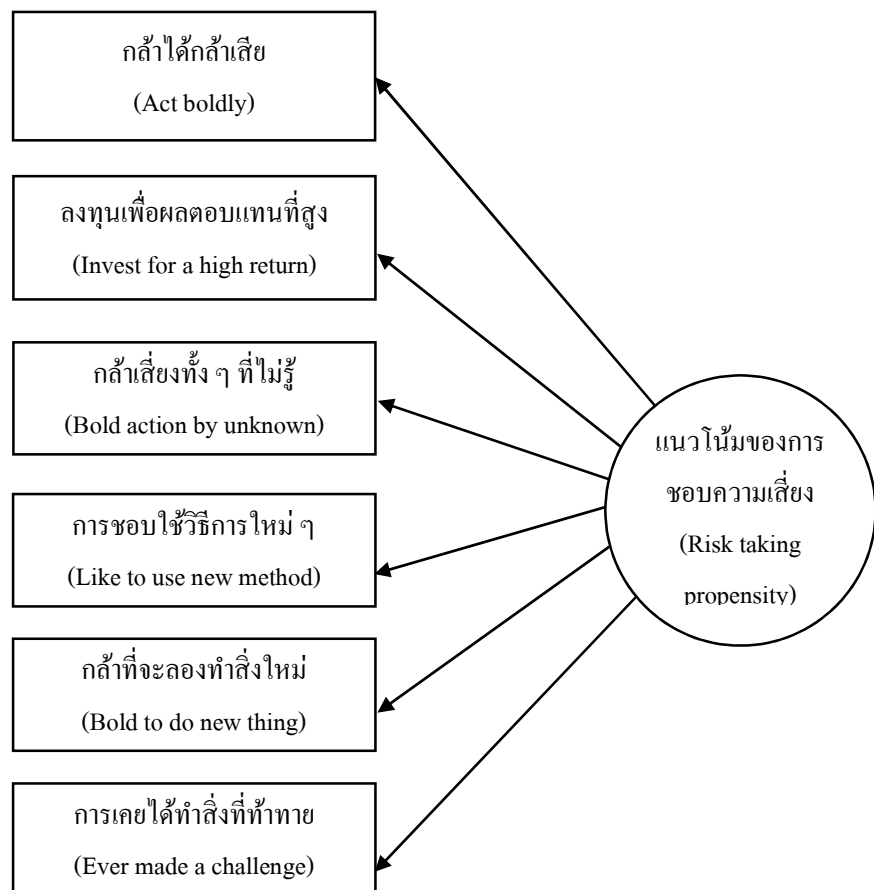 กล้าได้กล้าเสีย
(Act boldly)
ลงทุนเพื่อผลตอบแทนที่สูง
(Invest for a high return)
กล้าเสี่ยงทั้ง ๆ ที่ไม่รู้
(Bold action by unknown)
การชอบใช้วิธีการใหม่ ๆ
(Like to use new method)
กล้าที่จะลองทำสิ่งใหม่
(Bold to do new thing)
การเคยได้ทำสิ่งที่ท้าทาย
(Ever made a challenge)
แนวโน้มของการ
ชอบความเสี่ยง
(Risk taking
propensity)